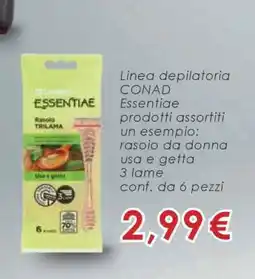 Linea depilatoria
CONAD
Essentiae
prodotti assortiti
un esempio:
rasoio da donna
usa e getta
3 lame
conf. da 6 pezzi
2,99€
ESSENTIAE
Rasoio
TRILAMA
Usa e getta
6
70%